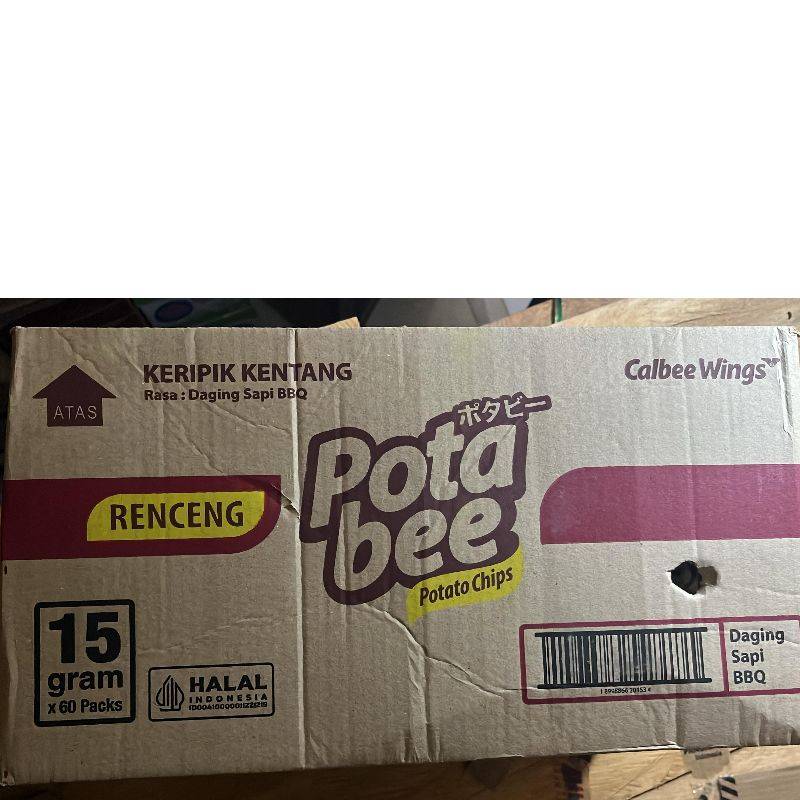 ATAS
KERIPIK KENTANG
Rasa : Daging Sapi BBQ
Calbee Wings
ポタビー
Pota
bee
Potato Chips
RENCENG
15
gram
x 60 Packs
HALAL
INDONESIA
Daging
Sapi
BBQ